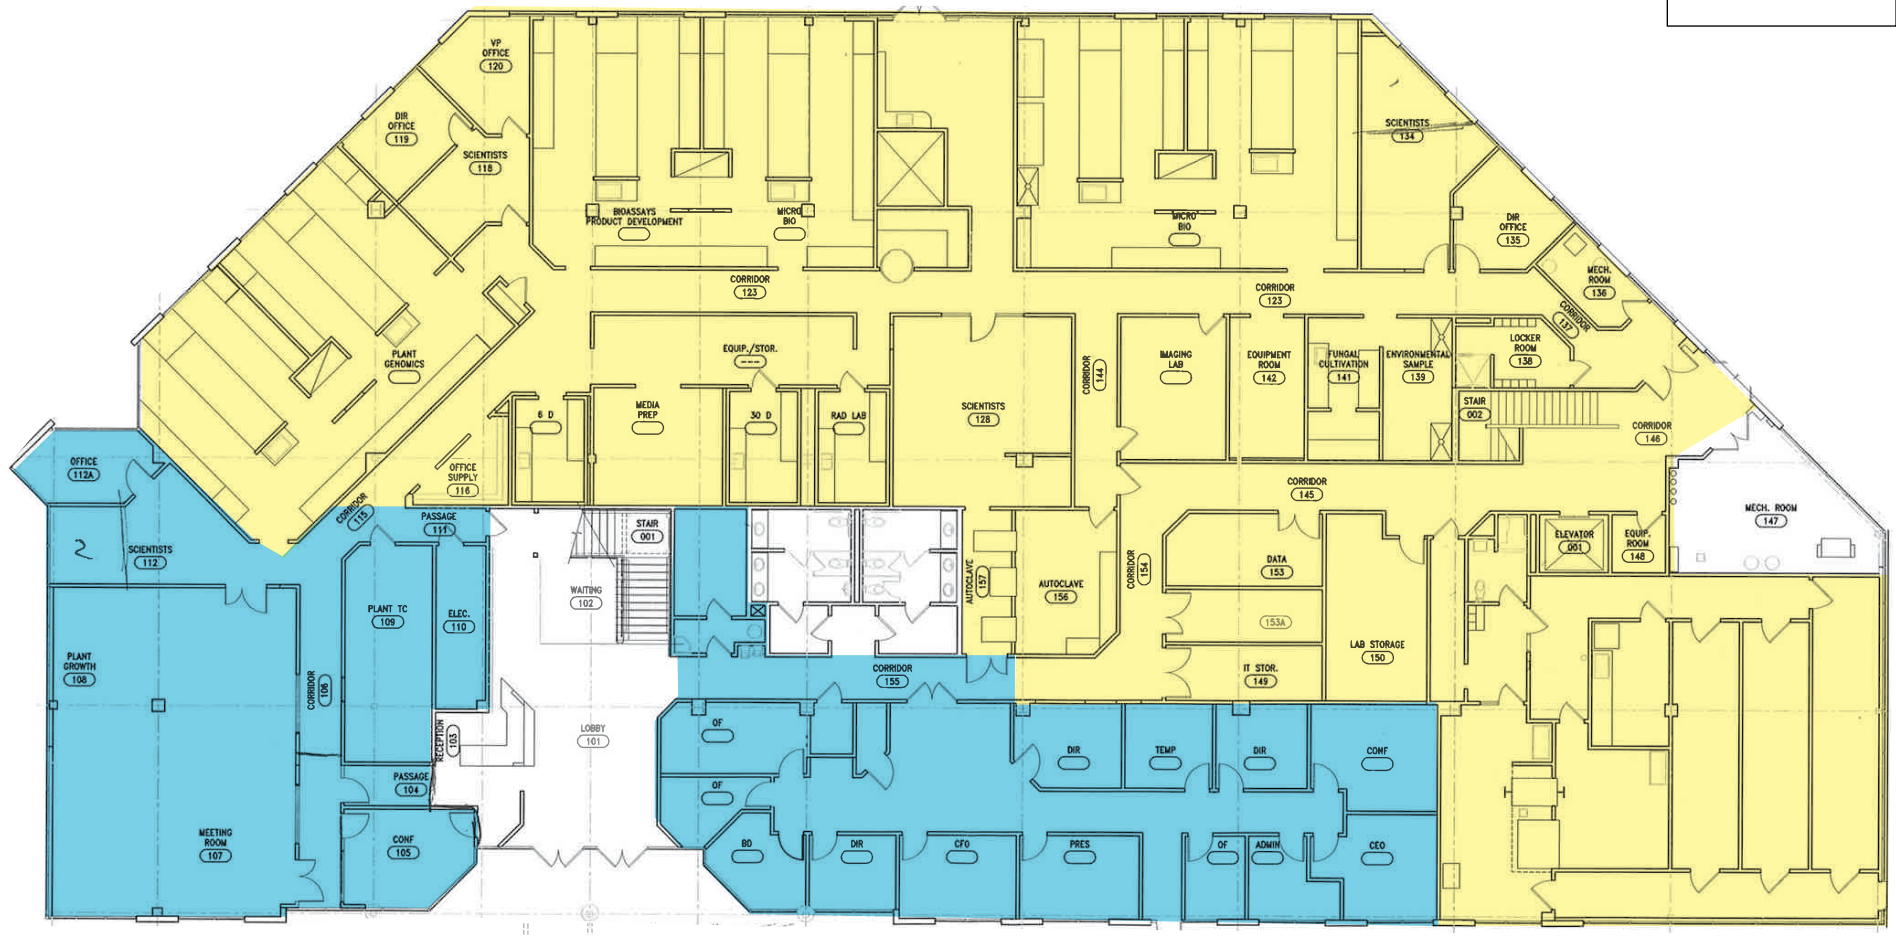 VP
OFFICE
120
DIR
OFFICE
119
SCIENTISTS
118
BIOASSAYS
PRODUCT DEVELOPMENT
MICRO
BIO
MICRO
BIO
SCIENTISTS
134
DIR
OFFICE
135
MECH.
ROOM
136
CORRIDOR
123
CORRIDOR
123
CORRIDOR
137
PLANT
GENOMICS
EQUIP./STOR.
----
CORRIDOR
144
IMAGING
LAB
EQUIPMENT
ROOM
142
FUNGAL
CULTIVATION
141
ENVIRONMENTAL
SAMPLE
139
LOCKER
ROOM
138
6 D
MEDIA
PREP
30 D
RAD LAB
SCIENTISTS
128
STAIR
002
CORRIDOR
146
OFFICE
112A
OFFICE
SUPPLY
116
CORRIDOR
145
CORRIDOR
115
PASSAGE
111
STAIR
001
MECH. ROOM
147
2
SCIENTISTS
112
ELEVATOR
001
EQUIP.
ROOM
148
WAITING
102
AUTOCLAVE
157
AUTOCLAVE
156
CORRIDOR
154
DATA
153
PLANT TC
109
ELEC.
110
153A
LAB STORAGE
150
PLANT
GROWTH
108
CORRIDOR
106
CORRIDOR
155
IT STOR.
149
RECEPTION
103
LOBBY
101
OF
DIR
TEMP
DIR
CONF
PASSAGE
104
OF
MEETING
ROOM
107
CONF
105
BD
DIR
CFO
PRES
OF
ADMIN
CEO